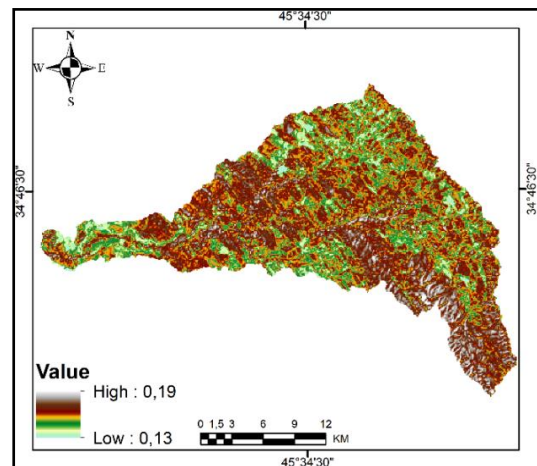 45°34'30"
N
W E
S
34°46'30"
34°46'30"
Value
High : 0,19
Low : 0,13
0 1,5 3 6 9 12
KM
45°34'30"